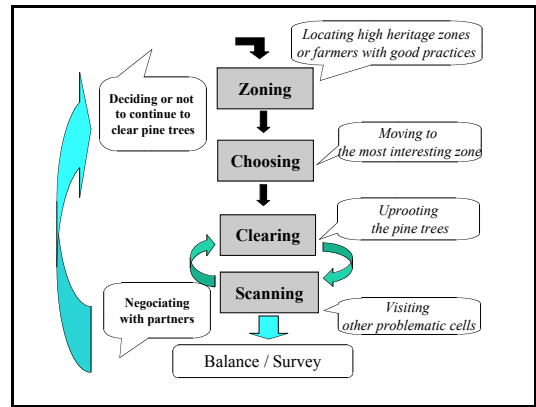 Locating high heritage zones
or farmers with good practices
Zoning
Deciding or not
to continue to
clear pine trees
Choosing
Moving to
the most interesting zone
Clearing
Uprooting
the pine trees
Scanning
Negociating
with partners
Visiting
other problematic cells
Balance / Survey